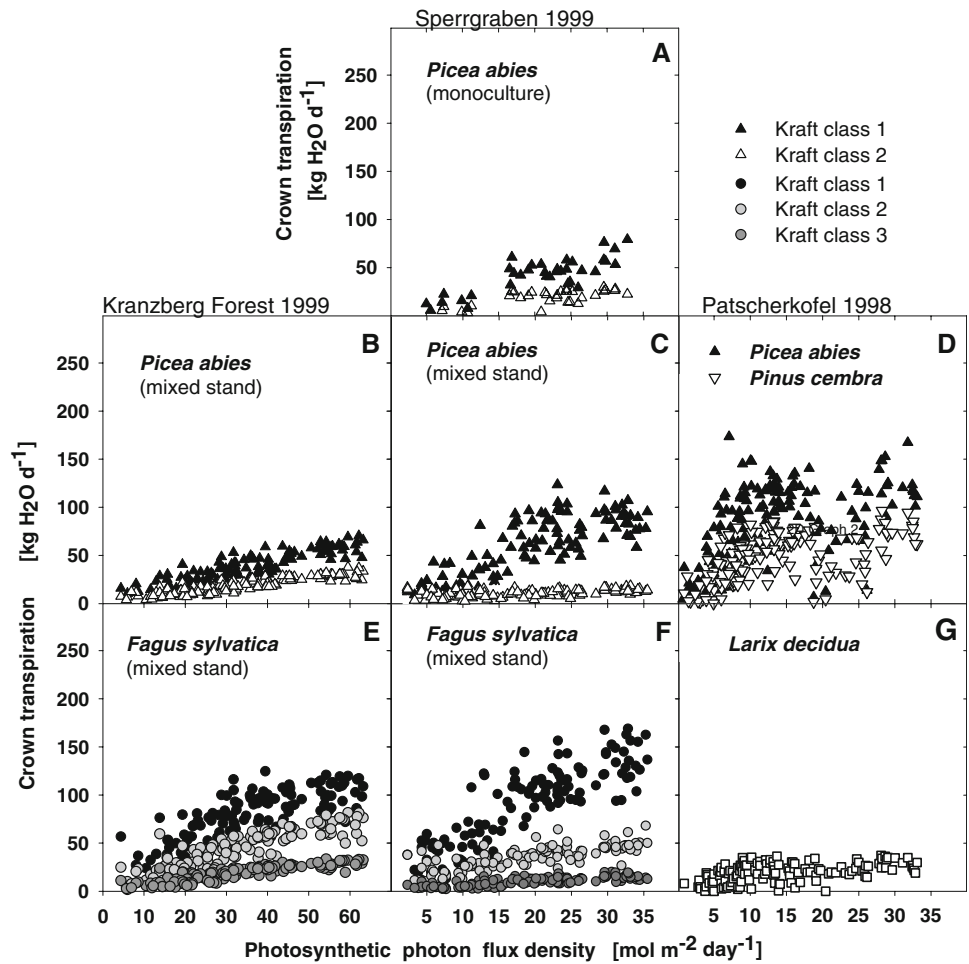 Sperrgraben 1999
A
Picea abies
(monoculture)
Crown transpiration
[kg H2O d-1]
250
200
150
100
50
Kraft class 1
Kraft class 2
Kraft class 1
Kraft class 2
Kraft class 3
Kranzberg Forest 1999
Patscherkofel 1998
B
Picea abies
(mixed stand)
C
Picea abies
(mixed stand)
D
Picea abies
Pinus cembra
[kg H2O d-1]
250
200
150
100
50
0
E
Fagus sylvatica
(mixed stand)
F
Fagus sylvatica
(mixed stand)
G
Larix decidua
Crown transpiration
250
200
150
100
50
0
0 10 20 30 40 50 60
5 10 15 20 25 30 35
5 10 15 20 25 30 35
Photosynthetic photon flux density [mol m-2 day-1]